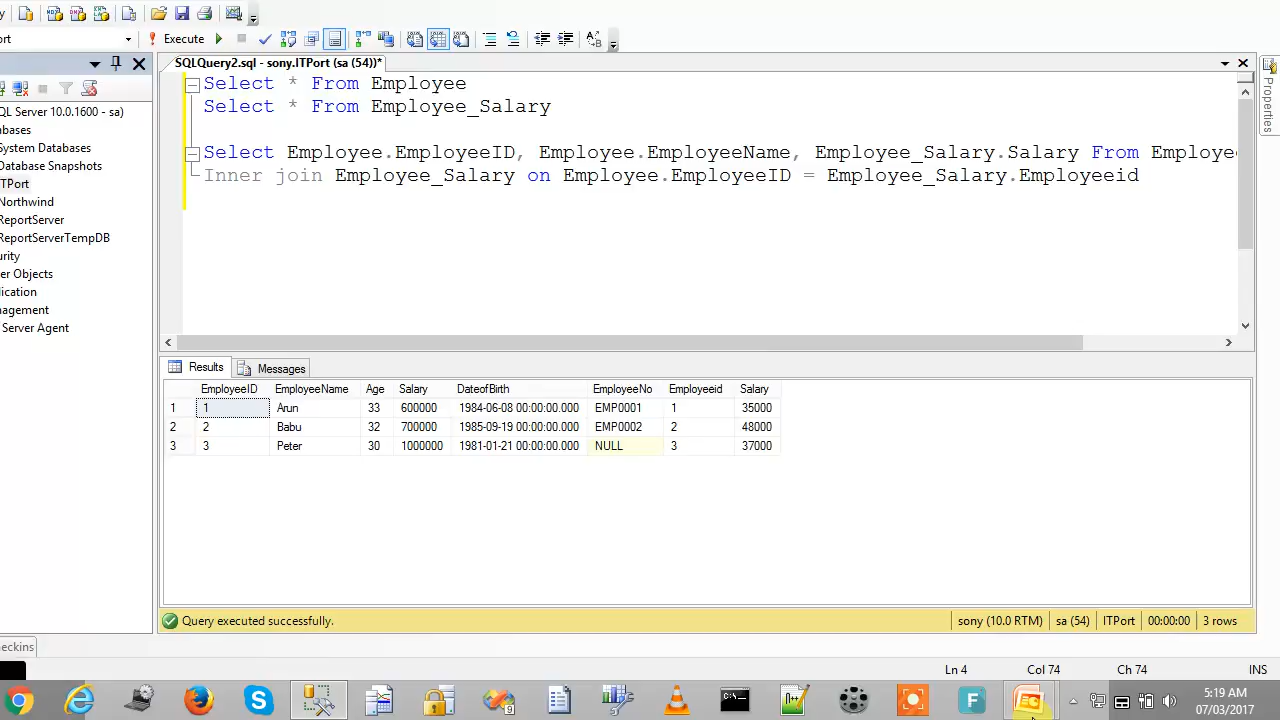 y
ort
Execute
SQLQuery2.sql - sony.ITPort (sa (54))*
Select * From Employee
Select * From Employee_Salary
Select Employee.EmployeeID, Employee.EmployeeName, Employee_Salary.Salary From Employe
Inner join Employee_Salary on Employee.EmployeeID = Employee_Salary.Employeeid
Properties
QL Server 10.0.1600 - sa)
abases
System Databases
Database Snapshots
TPort
Northwind
ReportServer
ReportServerTempDB
urity
er Objects
lication
nagement
Server Agent
eckins
Results Messages
EmployeeID EmployeeName Age Salary DateofBirth EmployeeNo Employeeid Salary
1 1 Arun 33 600000 1984-06-08 00:00:00.000 EMP0001 1 35000
2 2 Babu 32 700000 1985-09-19 00:00:00.000 EMP0002 2 48000
3 3 Peter 30 1000000 1981-01-21 00:00:00.000 NULL 3 37000
Query executed successfully. sony (10.0 RTM) sa (54) ITPort 00:00:00 3 rows
Ln 4 Col 74 Ch 74 INS
5:19 AM
07/03/2017